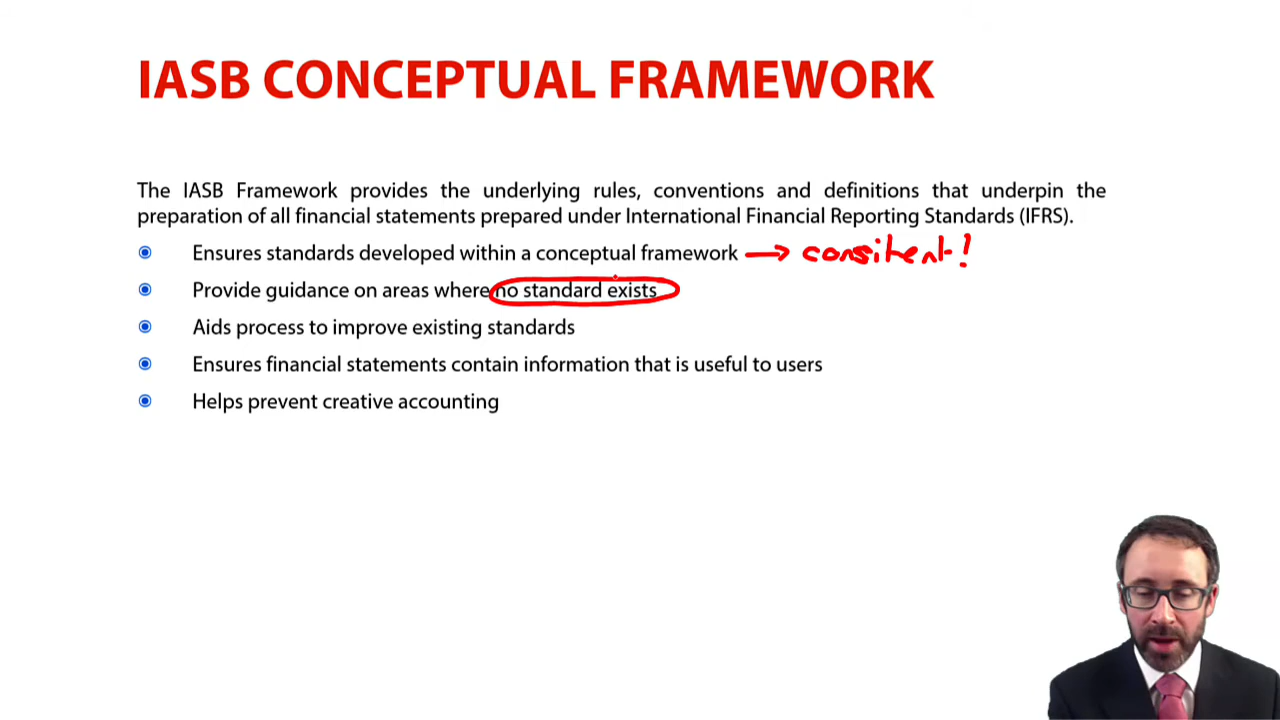 IASB CONCEPTUAL FRAMEWORK
The IASB Framework provides the underlying rules, conventions and definitions that underpin the
preparation of all financial statements prepared under International Financial Reporting Standards (IFRS).
Ensures standards developed within a conceptual framework → consitent!
Provide guidance on areas where no standard exists
Aids process to improve existing standards
Ensures financial statements contain information that is useful to users
Helps prevent creative accounting